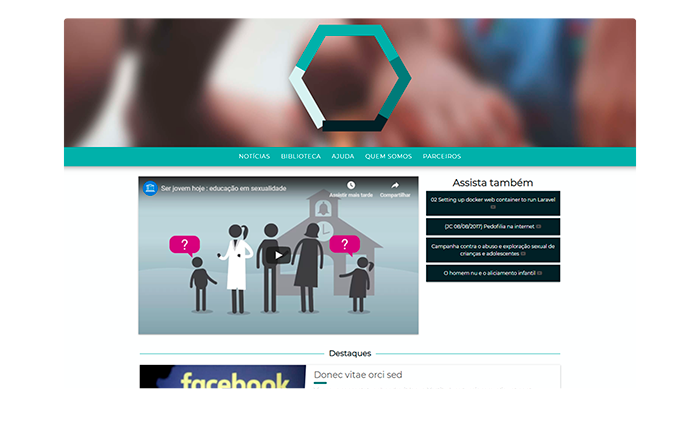 NOTÍCIAS BIBLIOTECA AJUDA QUEM SOMOS PARCEIROS
Ser jovem hoje : educação em sexualidade
Assistir mais tarde Compartilhar
?
?
Assista também
02 Setting up docker web container to run Laravel
(JC 08/08/2017) Pedofilia na internet
Campanha contra o abuso e exploração sexual de
crianças e adolescentes
O homem nu e o aliciamento infantil
Destaques
facebook
Donec vitae orci sed